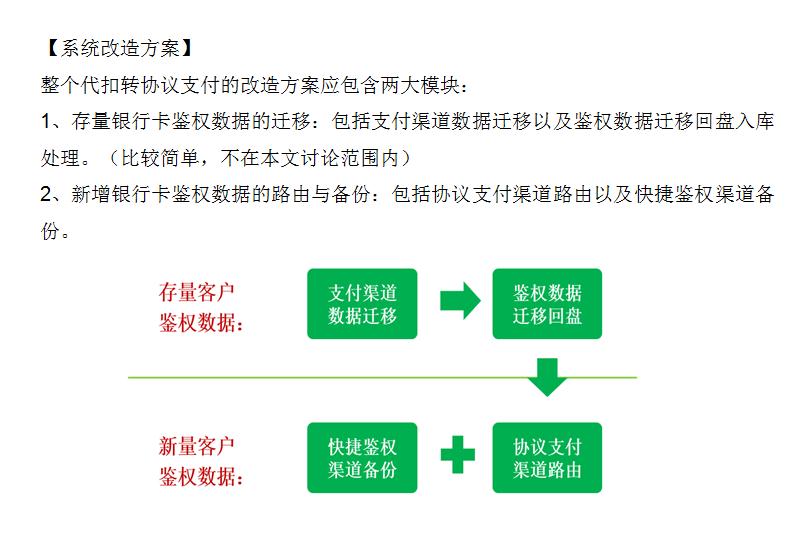 【系统改造方案】
整个代扣转协议支付的改造方案应包含两大模块：
1、存量银行卡鉴权数据的迁移：包括支付渠道数据迁移以及鉴权数据迁移回盘入库
处理。（比较简单，不在本文讨论范围内）
2、新增银行卡鉴权数据的路由与备份：包括协议支付渠道路由以及快捷鉴权渠道备
份。
存量客户
鉴权数据：
支付渠道
数据迁移
鉴权数据
迁移回盘
新量客户
鉴权数据：
快捷鉴权
渠道备份
协议支付
渠道路由